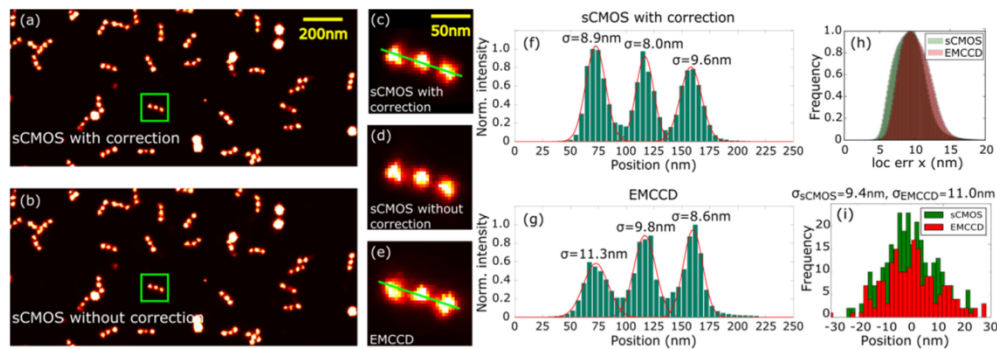 (a)
200nm
sCMOS with correction
(b)
sCMOS without correction
(c)
50nm
sCMOS with
correction
(d)
sCMOS without
correction
(e)
EMCCD
sCMOS with correction
(f)
σ=8.9nm
σ=8.0nm
σ=9.6nm
Norm. intensity
1.0
0.8
0.6
0.4
0.2
0
0 25 50 75 100 125 150 175 200 225 250
Position (nm)
EMCCD
(g)
σ=11.3nm
σ=9.8nm
σ=8.6nm
Norm. intensity
1.0
0.8
0.6
0.4
0.2
0
0 25 50 75 100 125 150 175 200 225 250
Position (nm)
(h)
sCMOS
EMCCD
Frequency
1.0
0.8
0.6
0.4
0.2
0
0 5 10 15 20
loc err x (nm)
σsCMOS=9.4nm, σEMCCD=11.0nm
(i)
sCMOS
EMCCD
Frequency
20
15
10
5
0
-30 -20 -10 0 10 20 30
Position (nm)